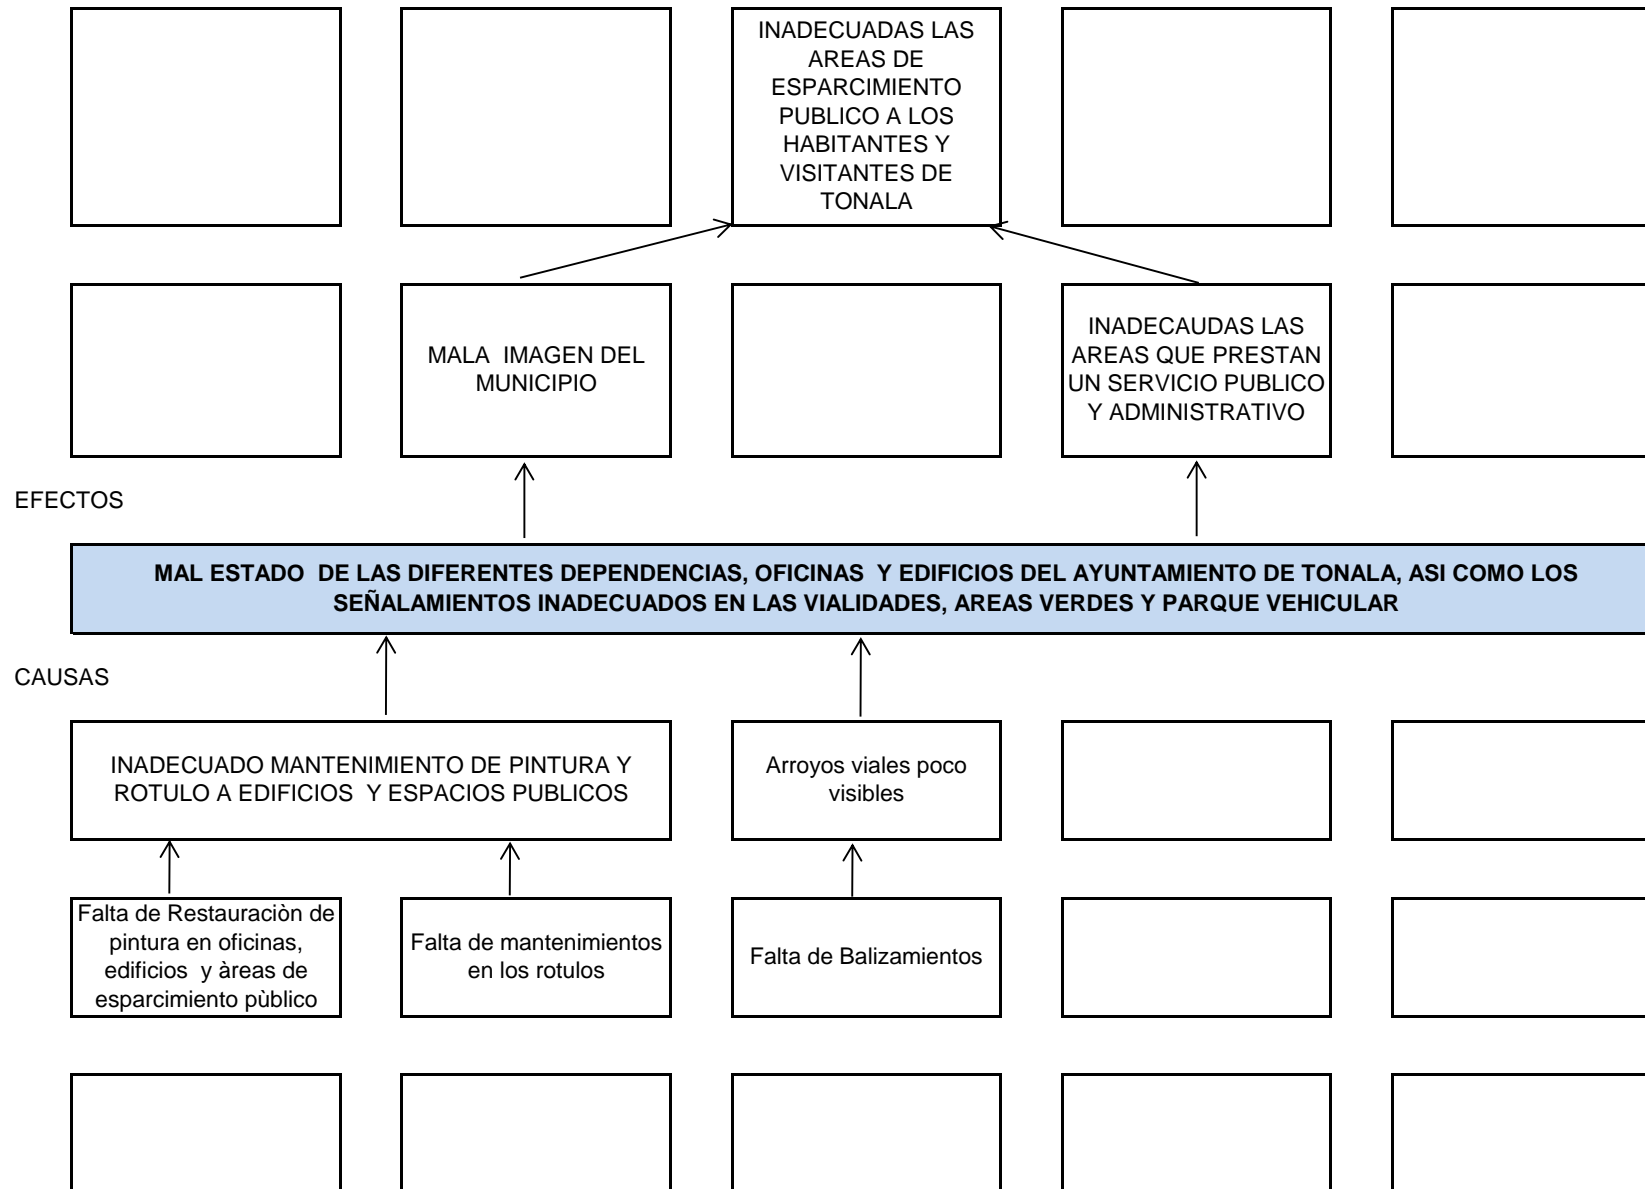 INADECUADAS LAS
AREAS DE
ESPARCIMIENTO
PUBLICO A LOS
HABITANTES Y
VISITANTES DE
TONALA
MALA  IMAGEN DEL
MUNICIPIO
INADECAUDAS LAS
AREAS QUE PRESTAN
UN SERVICIO PUBLICO
Y ADMINISTRATIVO
EFECTOS
MAL ESTADO  DE LAS DIFERENTES DEPENDENCIAS, OFICINAS  Y EDIFICIOS DEL AYUNTAMIENTO DE TONALA, ASI COMO LOS
SEÑALAMIENTOS INADECUADOS EN LAS VIALIDADES, AREAS VERDES Y PARQUE VEHICULAR
CAUSAS
INADECUADO MANTENIMIENTO DE PINTURA Y
ROTULO A EDIFICIOS  Y ESPACIOS PUBLICOS
Arroyos viales poco
visibles
Falta de Restauraciòn de
pintura en oficinas,
edificios  y àreas de
esparcimiento pùblico
Falta de mantenimientos
en los rotulos
Falta de Balizamientos